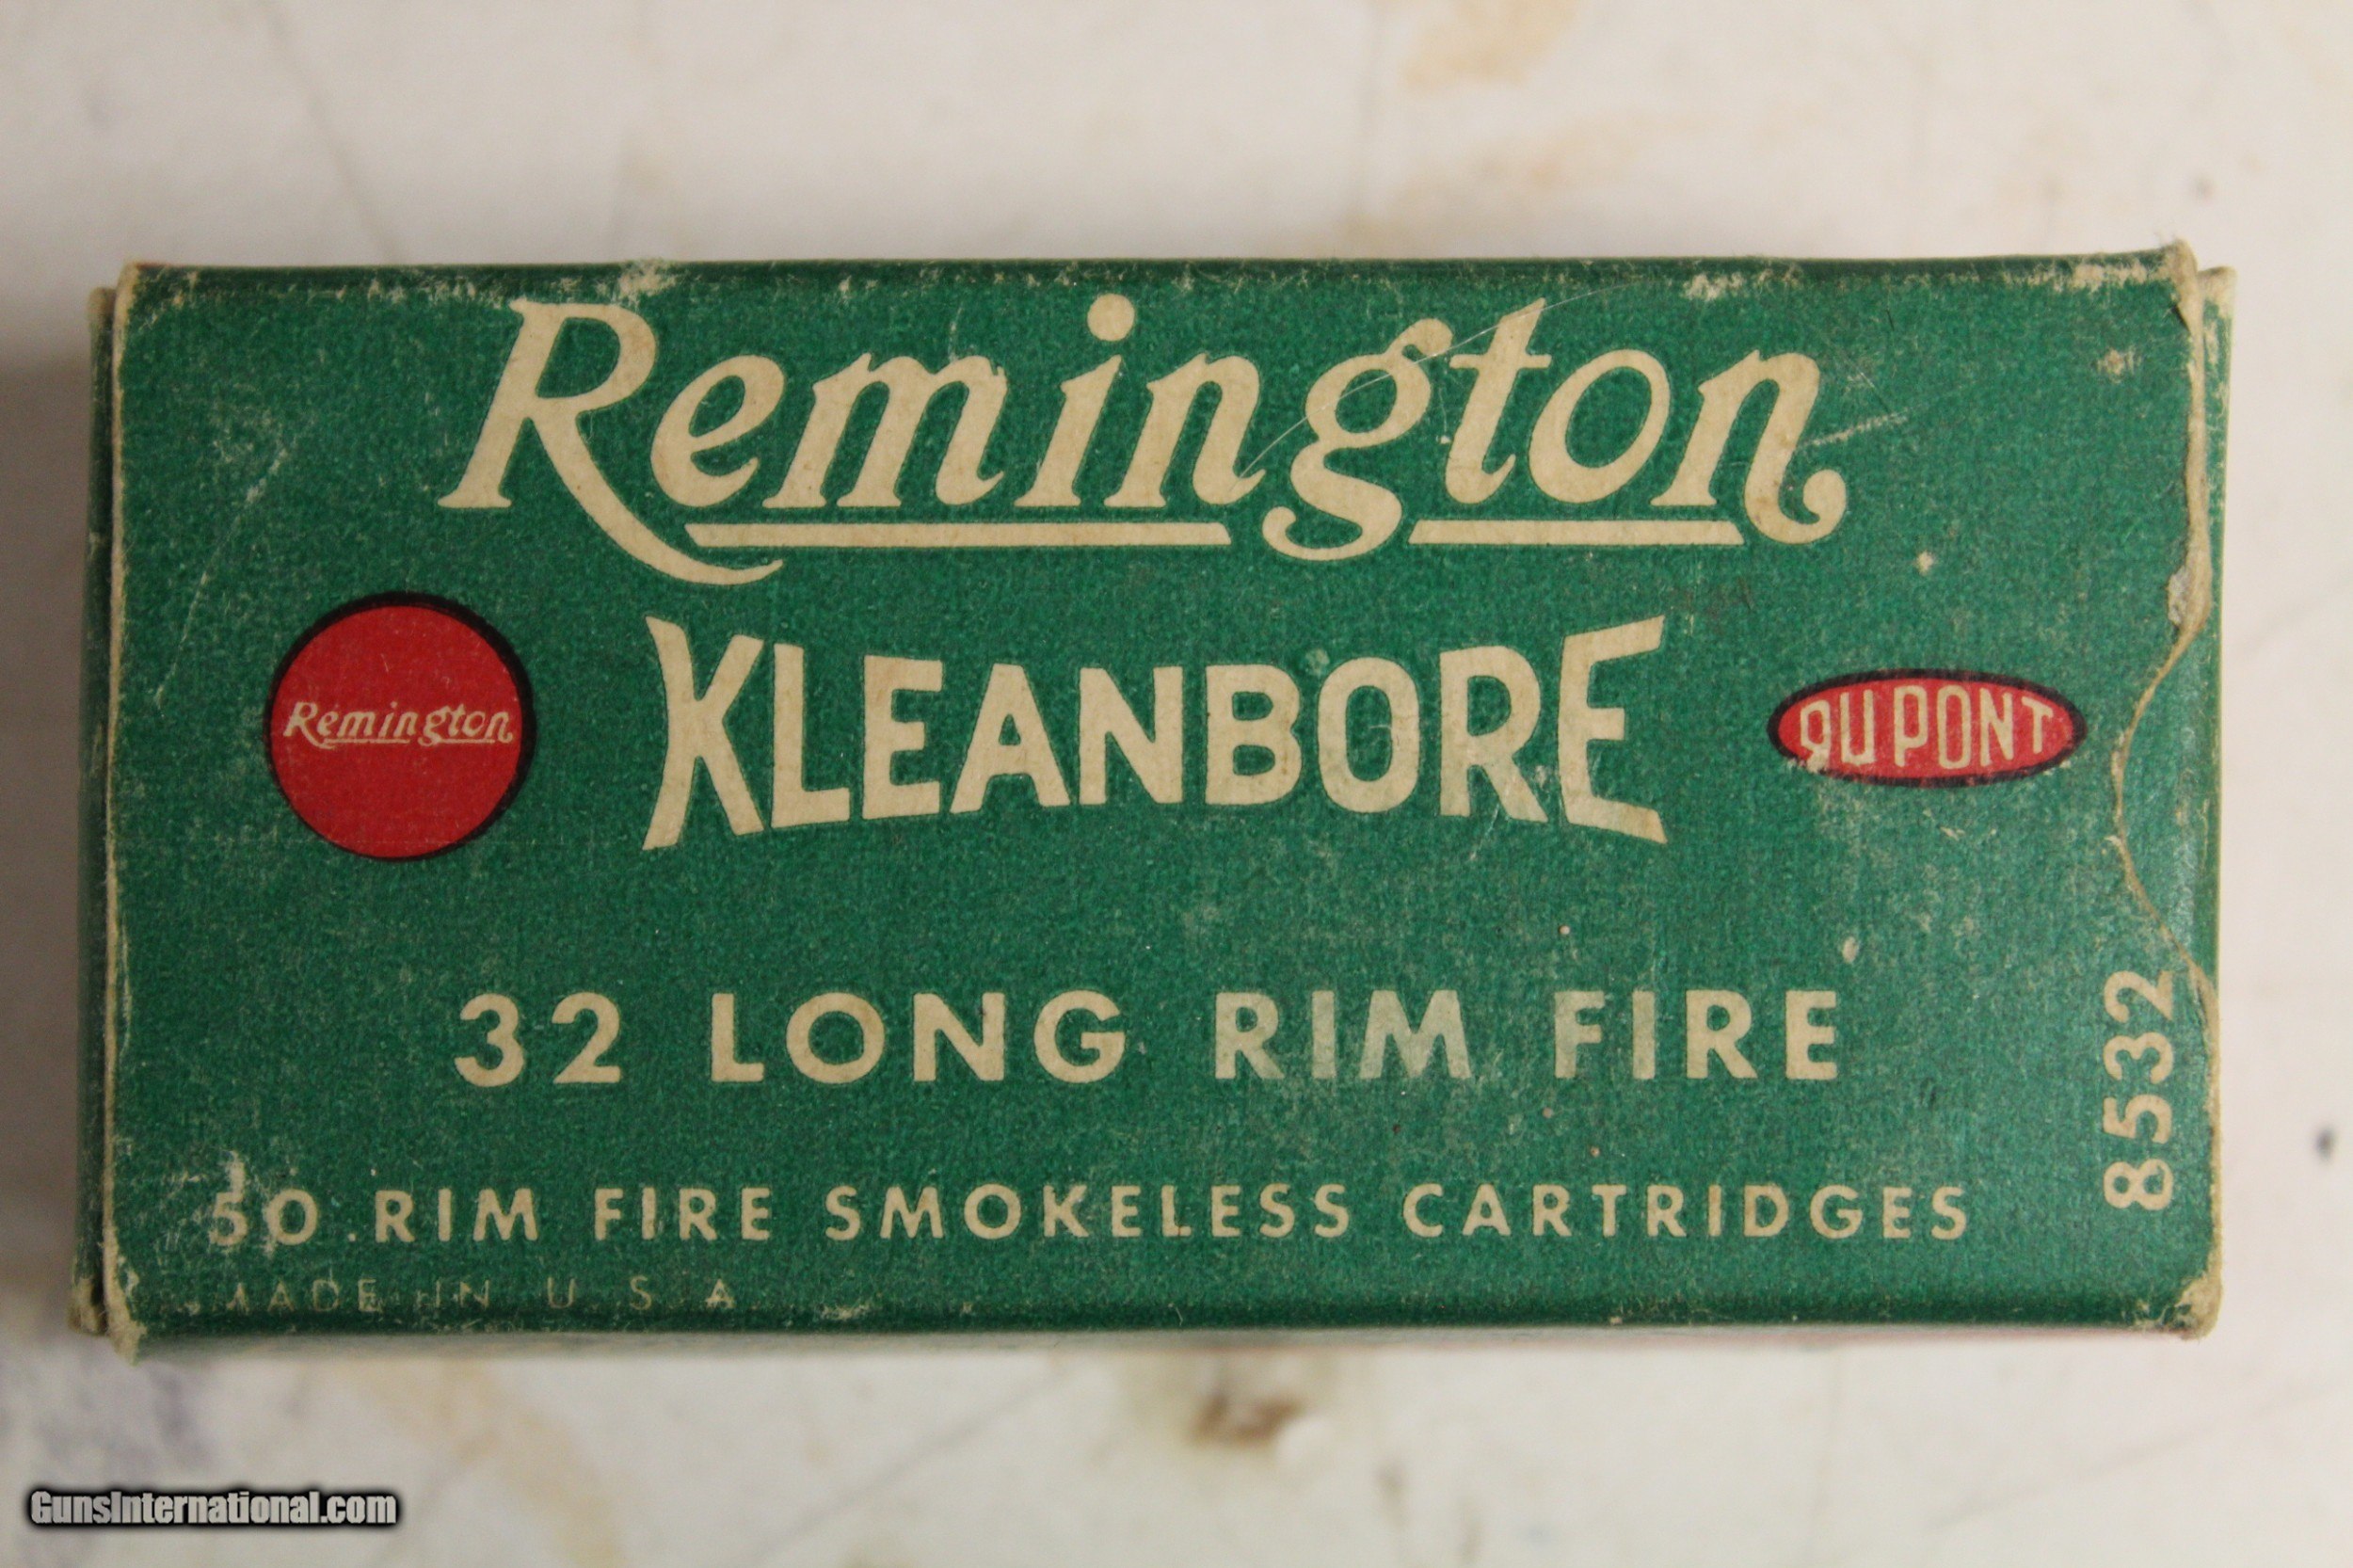 Remington
Remington
KLEANBORE
DUPONT
32 LONG RIM FIRE
8532
50 RIM FIRE SMOKELESS CARTRIDGES
MADE IN U.S.A.
GunsInternational.com